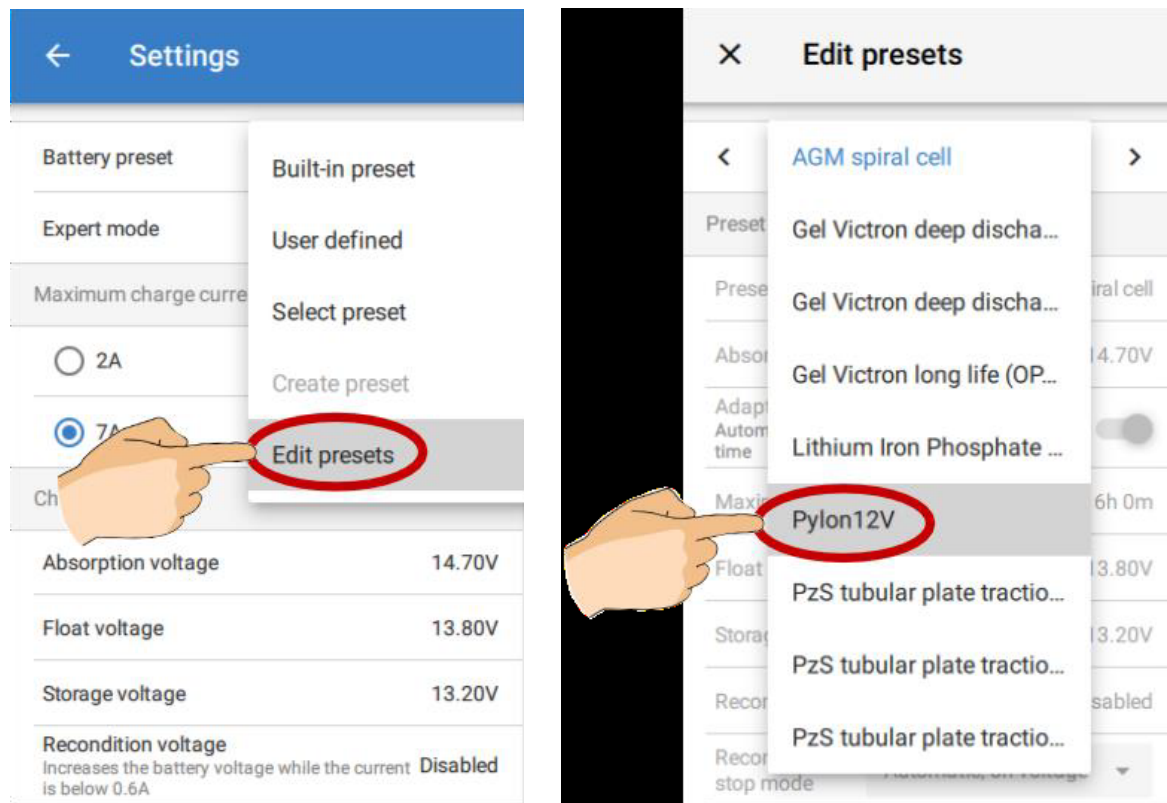 Settings
Battery preset
Expert mode
Maximum charge curre
2A
7A
Ch
Built-in preset
User defined
Select preset
Create preset
Edit presets
Absorption voltage 14.70V
Float voltage 13.80V
Storage voltage 13.20V
Recondition voltage
Increases the battery voltage while the current Disabled
is below 0.6A
Edit presets
AGM spiral cell
Gel Victron deep discha...
Gel Victron deep discha...
Gel Victron long life (OP...
Lithium Iron Phosphate ...
Pylon12V
PzS tubular plate tractio...
PzS tubular plate tractio...
PzS tubular plate tractio...
Preset
Prese iral cell
Absor 14.70V
Adapt
Autom
time
Maxi 6h 0m
Float 13.80V
Storag 13.20V
Recor sabled
Recor
stop mode